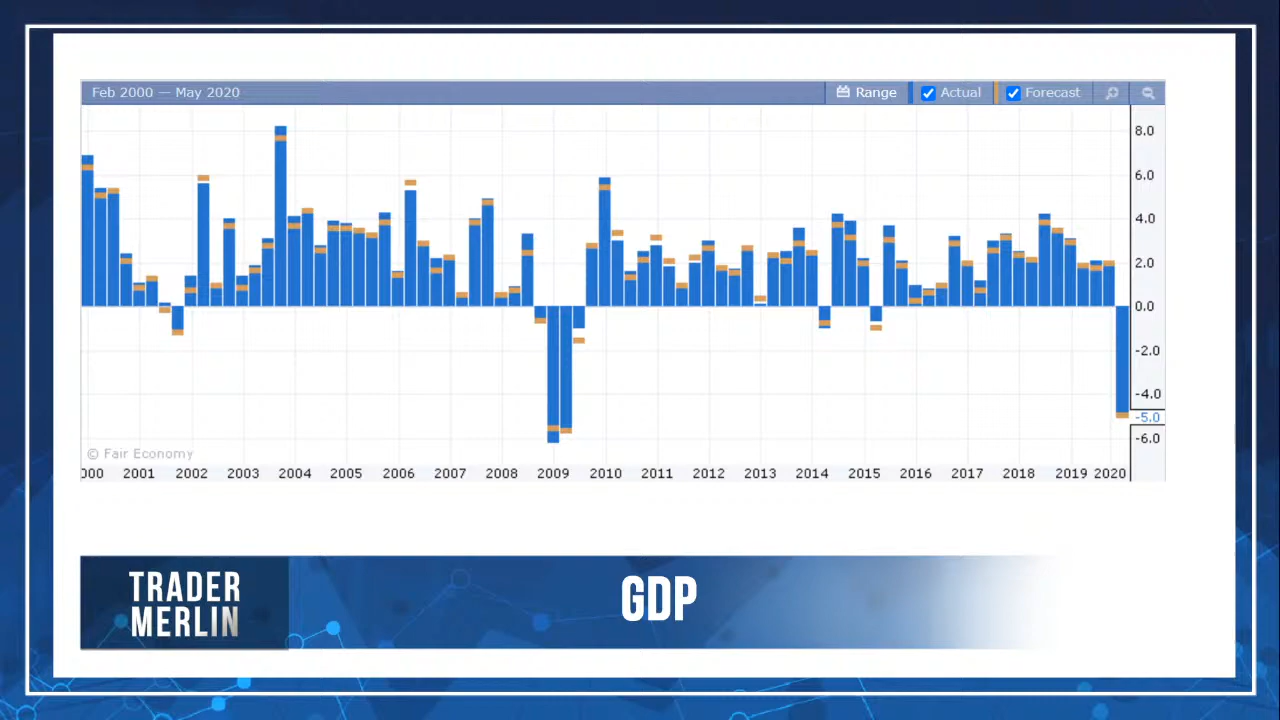 Feb 2000 — May 2020
Range
Actual
Forecast
8.0
6.0
4.0
2.0
0.0
-2.0
-4.0
-5.0
-6.0
© Fair Economy
000 2001 2002 2003 2004 2005 2006 2007 2008 2009 2010 2011 2012 2013 2014 2015 2016 2017 2018 2019 2020
TRADER
MERLIN
GDP